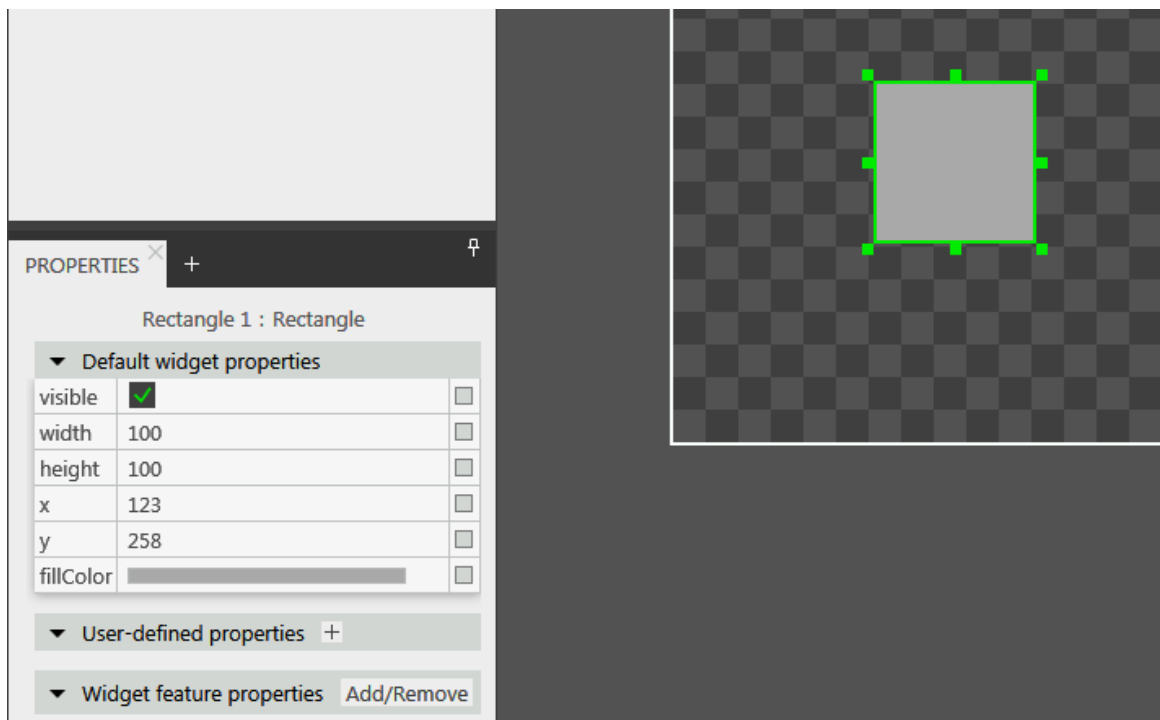 PROPERTIES
Rectangle 1 : Rectangle
Default widget properties
visible
width 100
height 100
x 123
y 258
fillColor
User-defined properties +
Widget feature properties Add/Remove